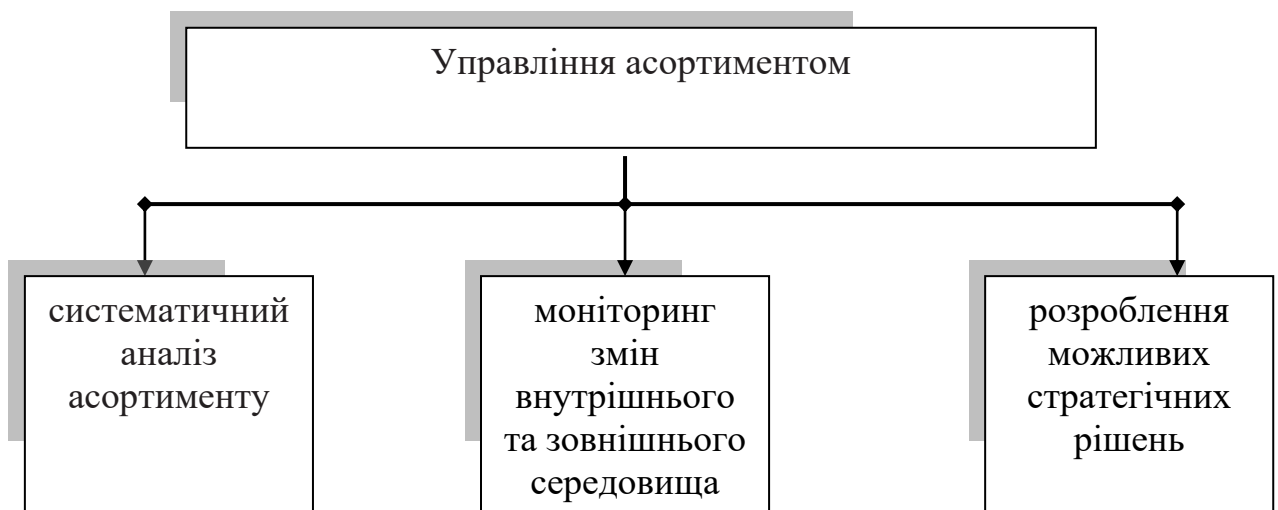 Управління асортиментом
систематичний
аналіз
асортименту
моніторинг
змін
внутрішнього
та зовнішнього
середовища
розроблення
можливих
стратегічних
рішень